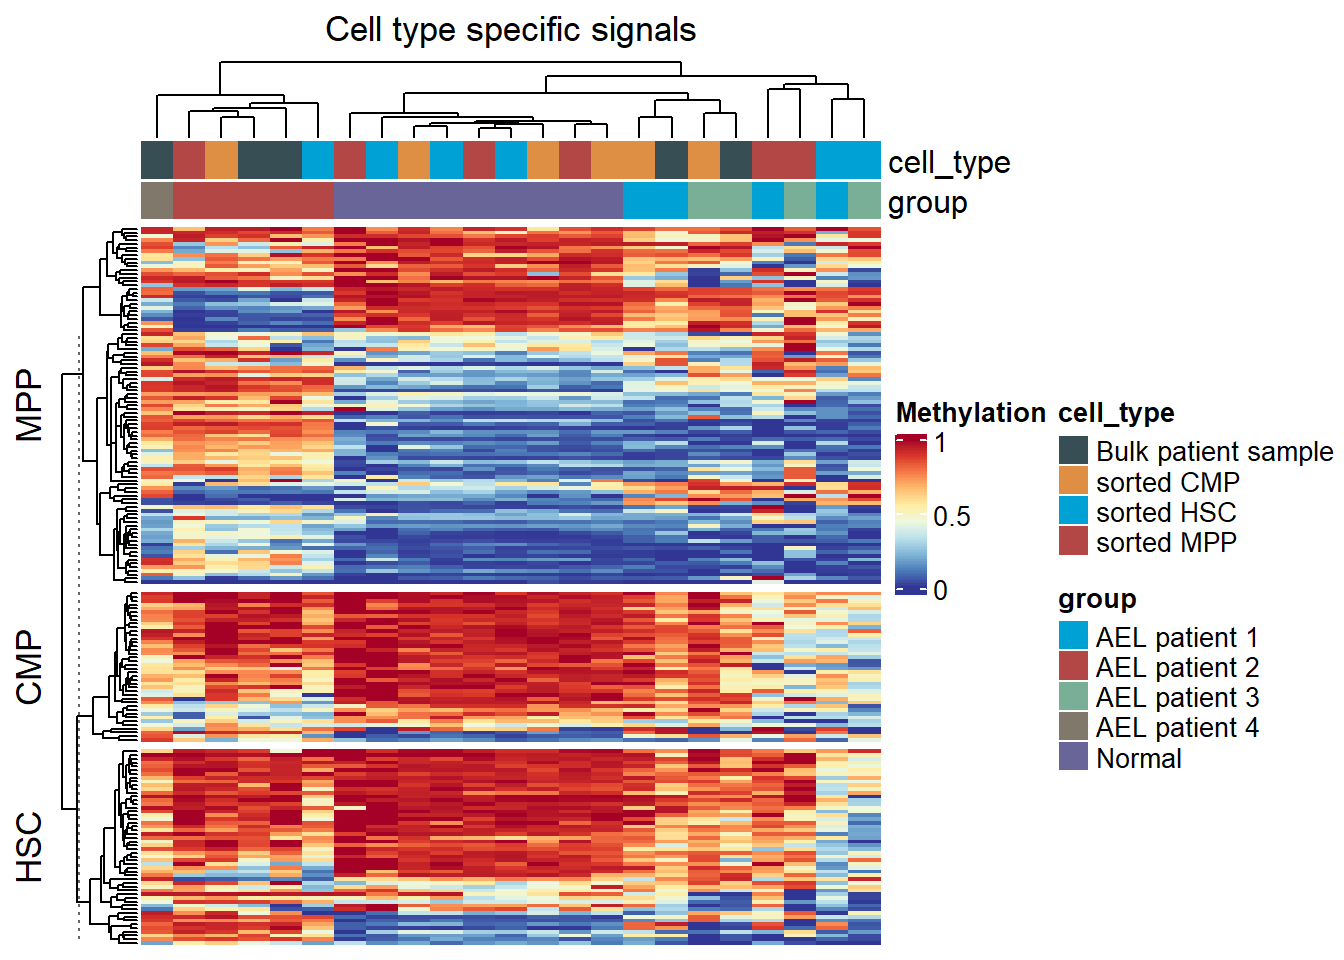 Cell type specific signals
cell_type
group
MPP
CMP
HSC
Methylation
1
0.5
0
cell_type
Bulk patient sample
sorted CMP
sorted HSC
sorted MPP
group
AEL patient 1
AEL patient 2
AEL patient 3
AEL patient 4
Normal